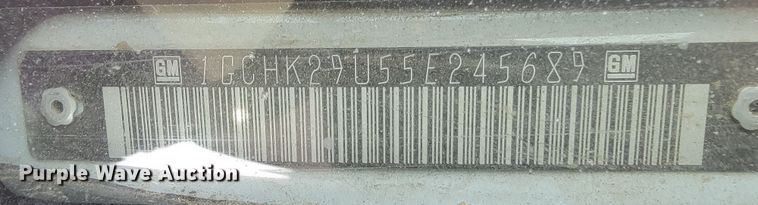 GM 1GCHK29U55E245689 GM
Purple Wave Auction